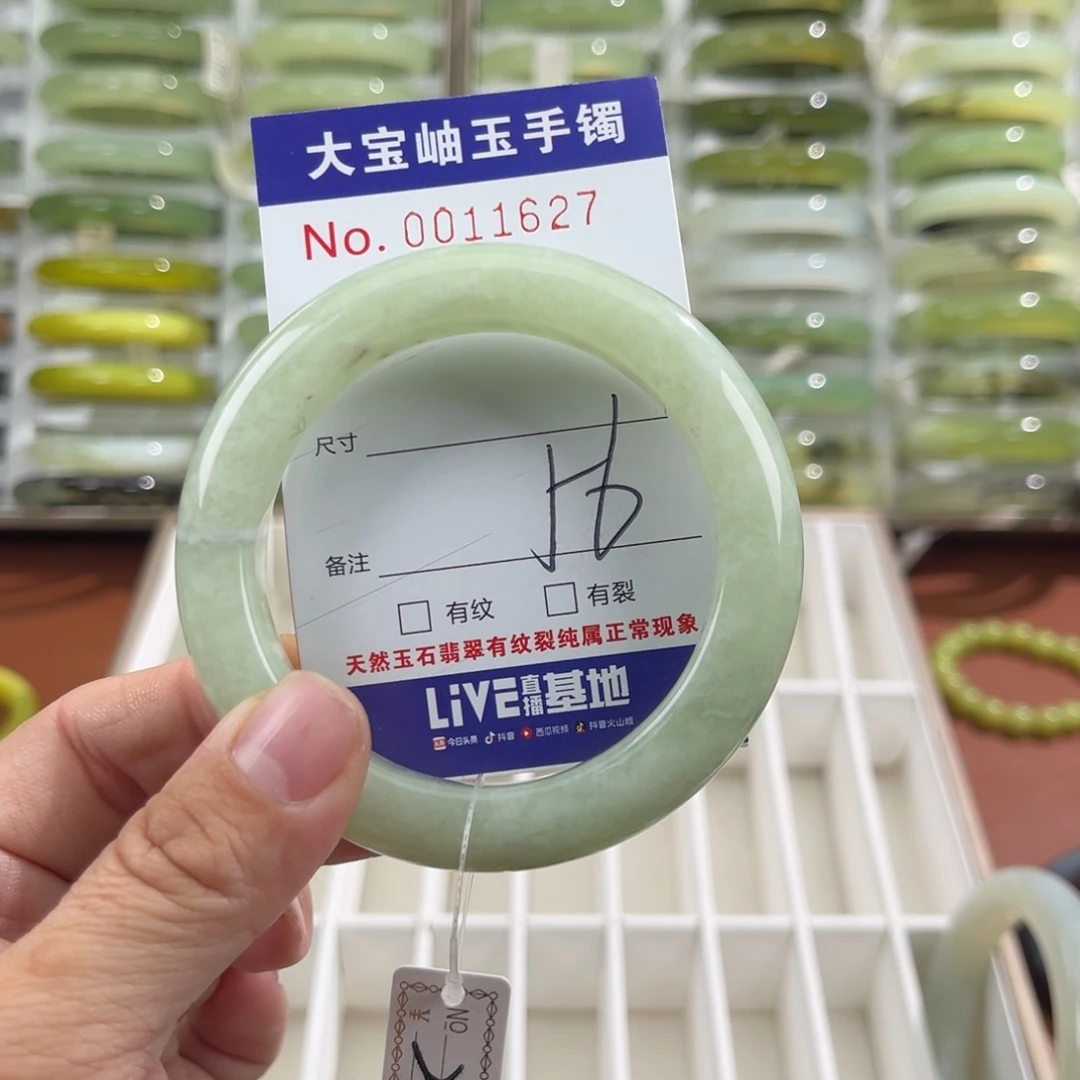 大宝岫玉手镯
No. 0011627
尺寸
56
备注
有纹 有裂
天然玉石翡翠有纹裂纯属正常现象
LiVE直播基地
今日头条 抖音 西瓜视频 抖音火山版
NO